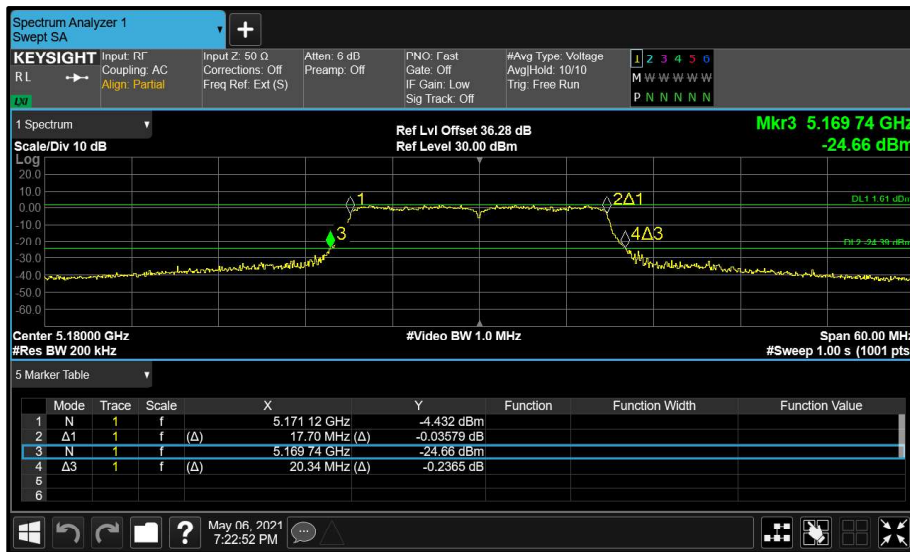 Spectrum Analyzer 1
Swept SA
KEYSIGHT
RL
LXI
Input: RF
Coupling: AC
Align: Partial
Input Z: 50 Ω
Corrections: Off
Freq Ref: Ext (S)
Atten: 6 dB
Preamp: Off
PNO: Fast
Gate: Off
IF Gain: Low
Sig Track: Off
#Avg Type: Voltage
Avg|Hold: 10/10
Trig: Free Run
1 2 3 4 5 6
M W W W W W
P N N N N N
1 Spectrum
Scale/Div 10 dB
Ref Lvl Offset 36.28 dB
Ref Level 30.00 dBm
Mkr3 5.169 74 GHz
-24.66 dBm
Log
20.0
10.0
0.00
-10.0
-20.0
-30.0
-40.0
-50.0
-60.0
1
2Δ1
3
4Δ3
DL1 1.61 dBm
DL2 -24.39 dBm
Center 5.18000 GHz
#Video BW 1.0 MHz
Span 60.00 MHz
#Res BW 200 kHz
#Sweep 1.00 s (1001 pts
5 Marker Table
Mode Trace Scale X Y Function Function Width Function Value
1 N 1 f 5.171 12 GHz -4.432 dBm
2 Δ1 1 f (Δ) 17.70 MHz (Δ) -0.03579 dB
3 N 1 f 5.169 74 GHz -24.66 dBm
4 Δ3 1 f (Δ) 20.34 MHz (Δ) -0.2365 dB
5
6
?
May 06, 2021
7:22:52 PM